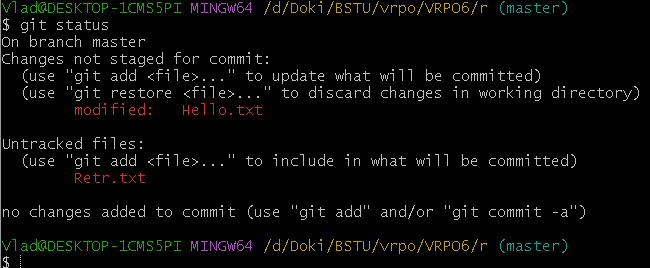 Vlad@DESKTOP-1CMS5PI MINGW64 /d/Doki/BSTU/vrpo/VRPO6/r (master)
$ git status
On branch master
Changes not staged for commit:
  (use "git add <file>..." to update what will be committed)
  (use "git restore <file>..." to discard changes in working directory)
        modified:   Hello.txt

Untracked files:
  (use "git add <file>..." to include in what will be committed)
        Retr.txt

no changes added to commit (use "git add" and/or "git commit -a")

Vlad@DESKTOP-1CMS5PI MINGW64 /d/Doki/BSTU/vrpo/VRPO6/r (master)
$